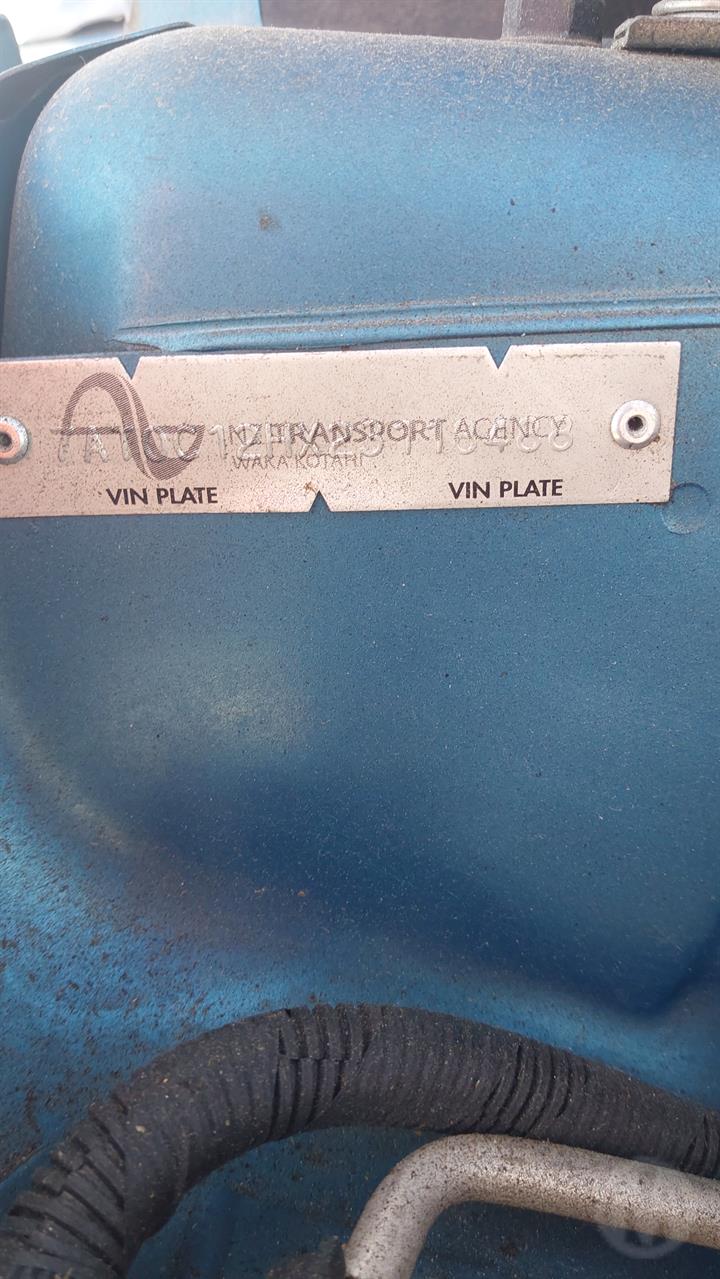 NZ TRANSPORT AGENCY
WAKA KOTAHI
VIN PLATE VIN PLATE